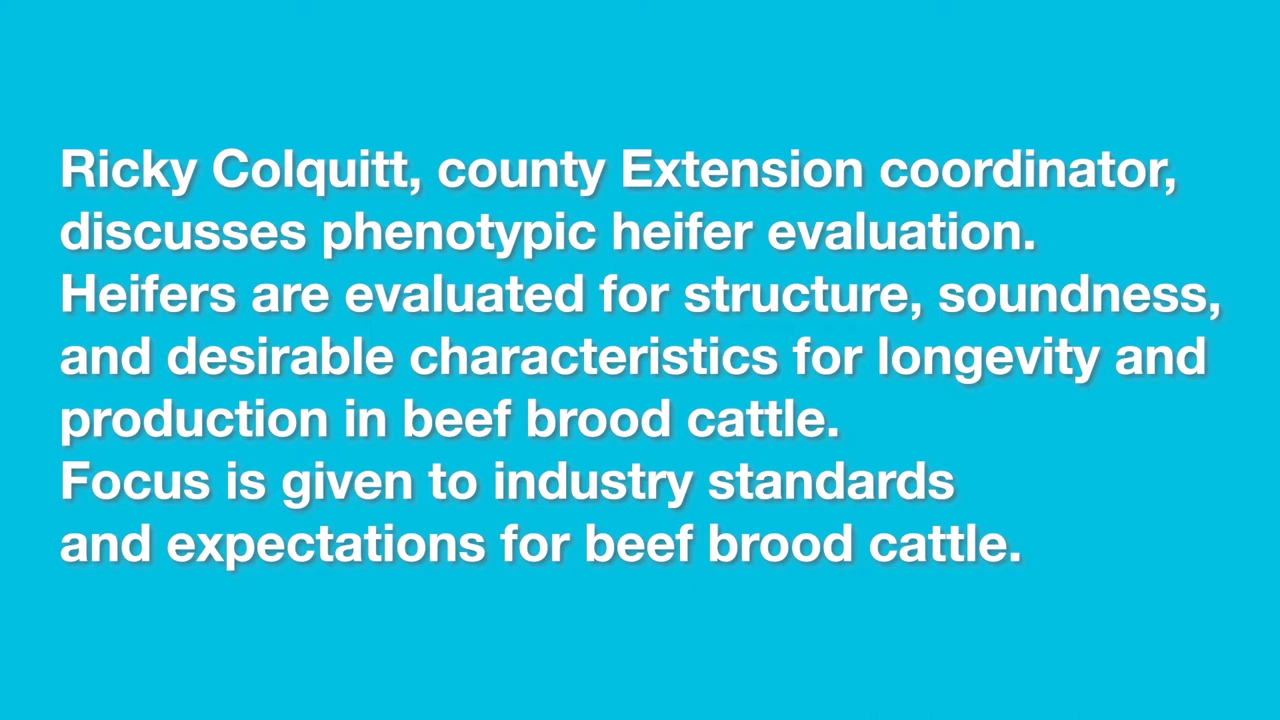 Ricky Colquitt, county Extension coordinator,
discusses phenotypic heifer evaluation.
Heifers are evaluated for structure, soundness,
and desirable characteristics for longevity and
production in beef brood cattle.
Focus is given to industry standards
and expectations for beef brood cattle.